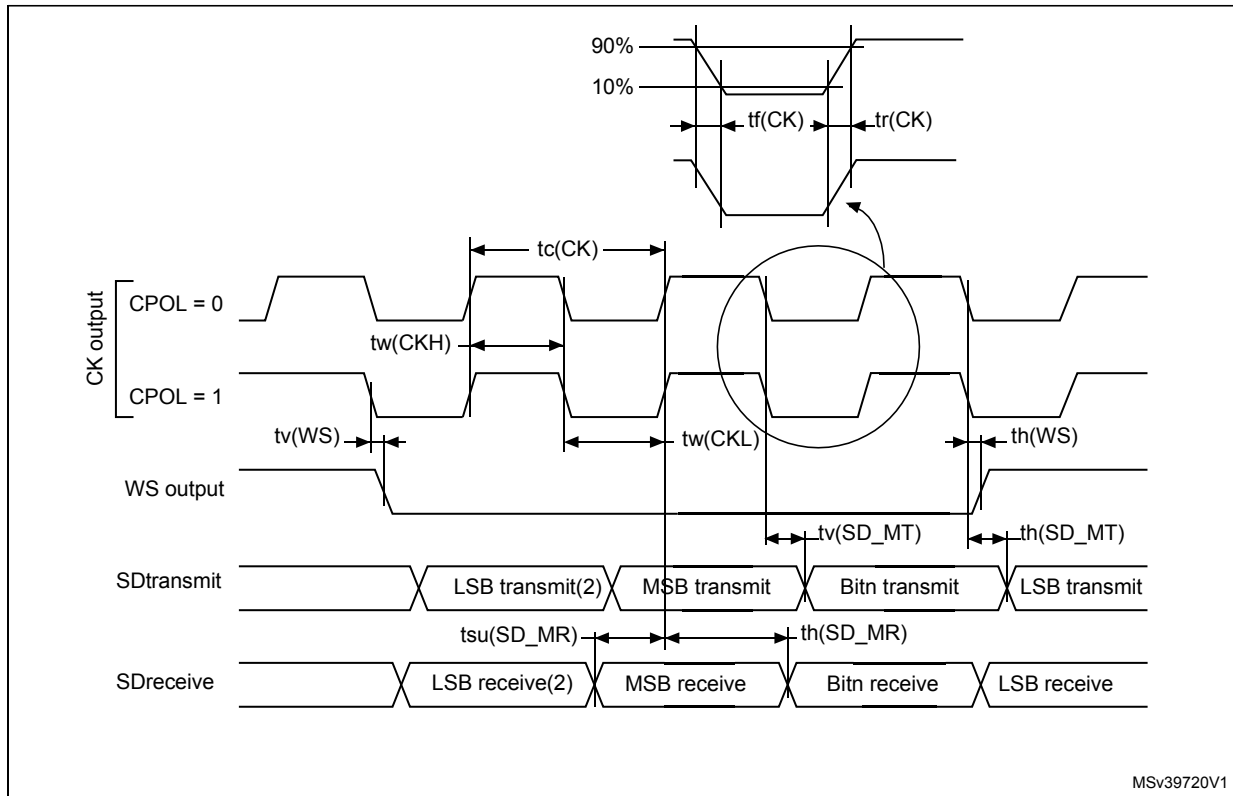 90%
10%
tf(CK)
tr(CK)
tc(CK)
CK output
CPOL = 0
tw(CKH)
CPOL = 1
tv(WS)
tw(CKL)
th(WS)
WS output
tv(SD_MT)
th(SD_MT)
SDtransmit
LSB transmit(2)
MSB transmit
Bitn transmit
LSB transmit
tsu(SD_MR)
th(SD_MR)
SDreceive
LSB receive(2)
MSB receive
Bitn receive
LSB receive
MSv39720V1